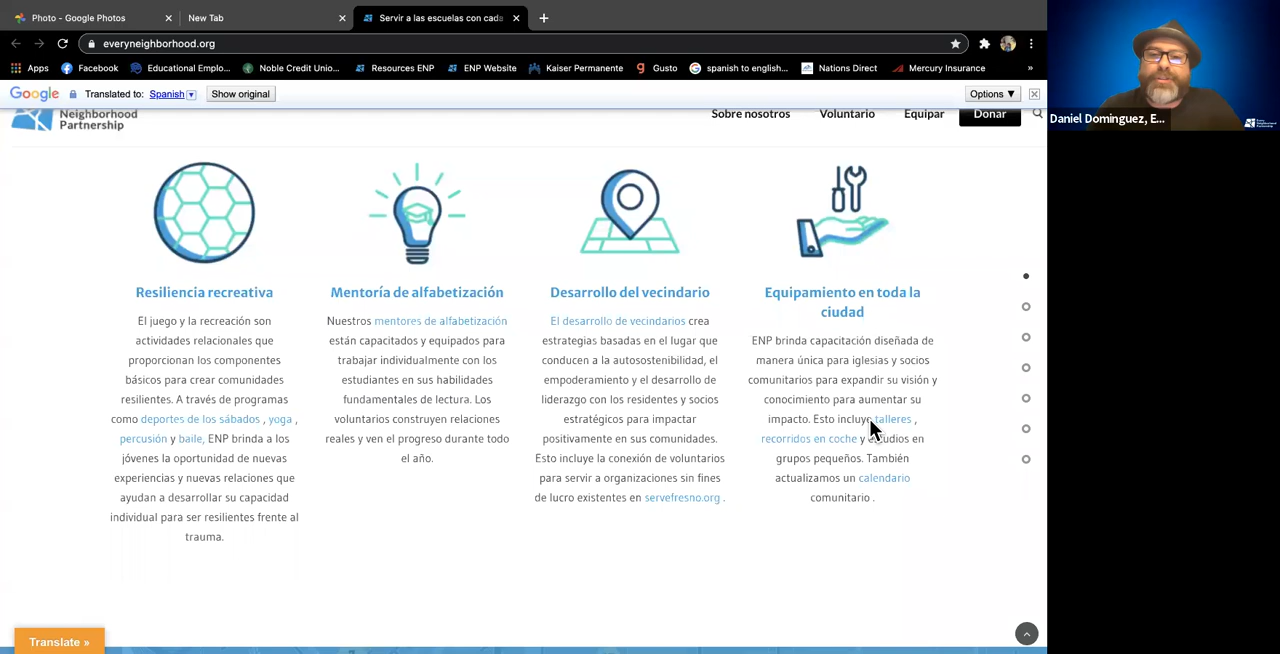 Photo - Google Photos
New Tab
Servir a las escuelas con cada
everyneighborhood.org
Apps Facebook Educational Emplo... Noble Credit Unio... Resources ENP ENP Website Kaiser Permanente Gusto spanish to english... Nations Direct Mercury Insurance »
Google Translated to: Spanish Show original Options ▼
Neighborhood
Partnership
Sobre nosotros Voluntario Equipar Donar
Resiliencia recreativa
El juego y la recreación son
actividades relacionales que
proporcionan los componentes
básicos para crear comunidades
resilientes. A través de programas
como deportes de los sábados , yoga ,
percusión y baile, ENP brinda a los
jóvenes la oportunidad de nuevas
experiencias y nuevas relaciones que
ayudan a desarrollar su capacidad
individual para ser resilientes frente al
trauma.
Mentoría de alfabetización
Nuestros mentores de alfabetización
están capacitados y equipados para
trabajar individualmente con los
estudiantes en sus habilidades
fundamentales de lectura. Los
voluntarios construyen relaciones
reales y ven el progreso durante todo
el año.
Desarrollo del vecindario
El desarrollo de vecindarios crea
estrategias basadas en el lugar que
conducen a la autosostenibilidad, el
empoderamiento y el desarrollo de
liderazgo con los residentes y socios
estratégicos para impactar
positivamente en sus comunidades.
Esto incluye la conexión de voluntarios
para servir a organizaciones sin fines
de lucro existentes en servefresno.org .
Equipamiento en toda la
ciudad
ENP brinda capacitación diseñada de
manera única para iglesias y socios
comunitarios para expandir su visión y
conocimiento para aumentar su
impacto. Esto incluye talleres ,
recorridos en coche y estudios en
grupos pequeños. También
actualizamos un calendario
comunitario .
Translate »
Daniel Dominguez, E...